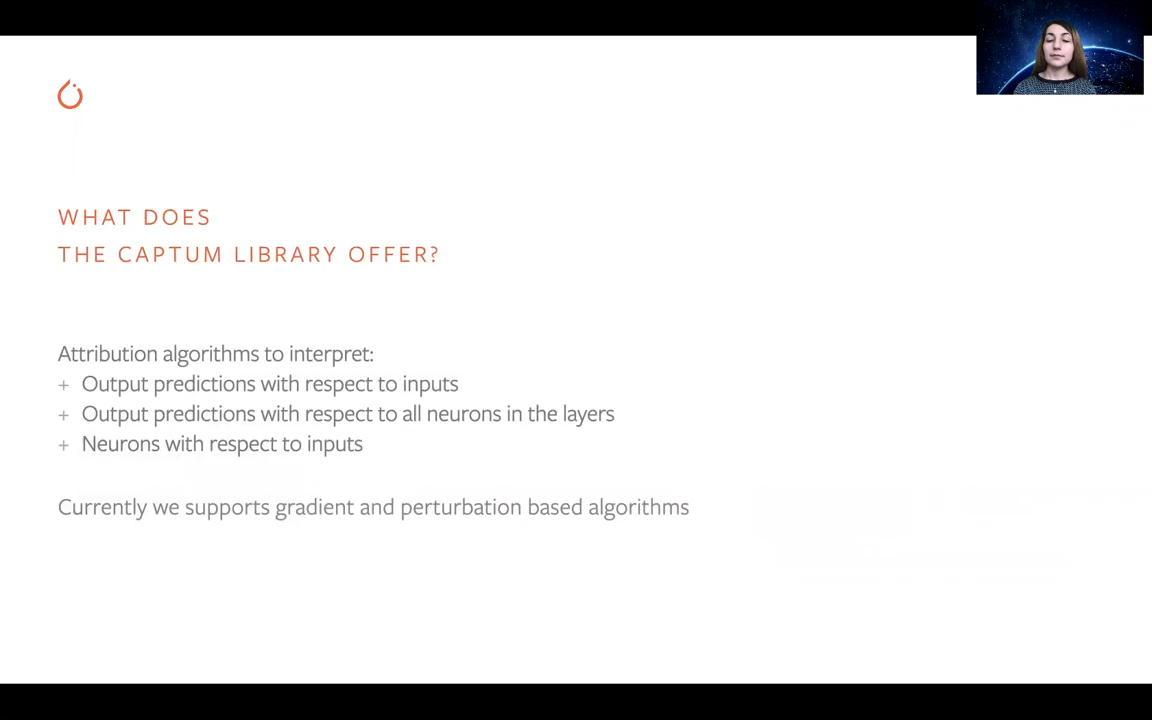 WHAT DOES
THE CAPTUM LIBRARY OFFER?
Attribution algorithms to interpret:
+ Output predictions with respect to inputs
+ Output predictions with respect to all neurons in the layers
+ Neurons with respect to inputs
Currently we supports gradient and perturbation based algorithms